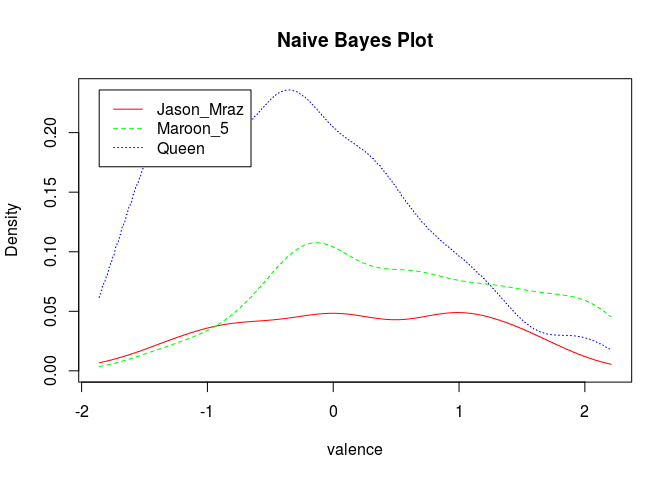 Naive Bayes Plot
Jason_Mraz
Maroon_5
Queen
Density
0.20
0.15
0.10
0.05
0.00
-2
-1
0
1
2
valence